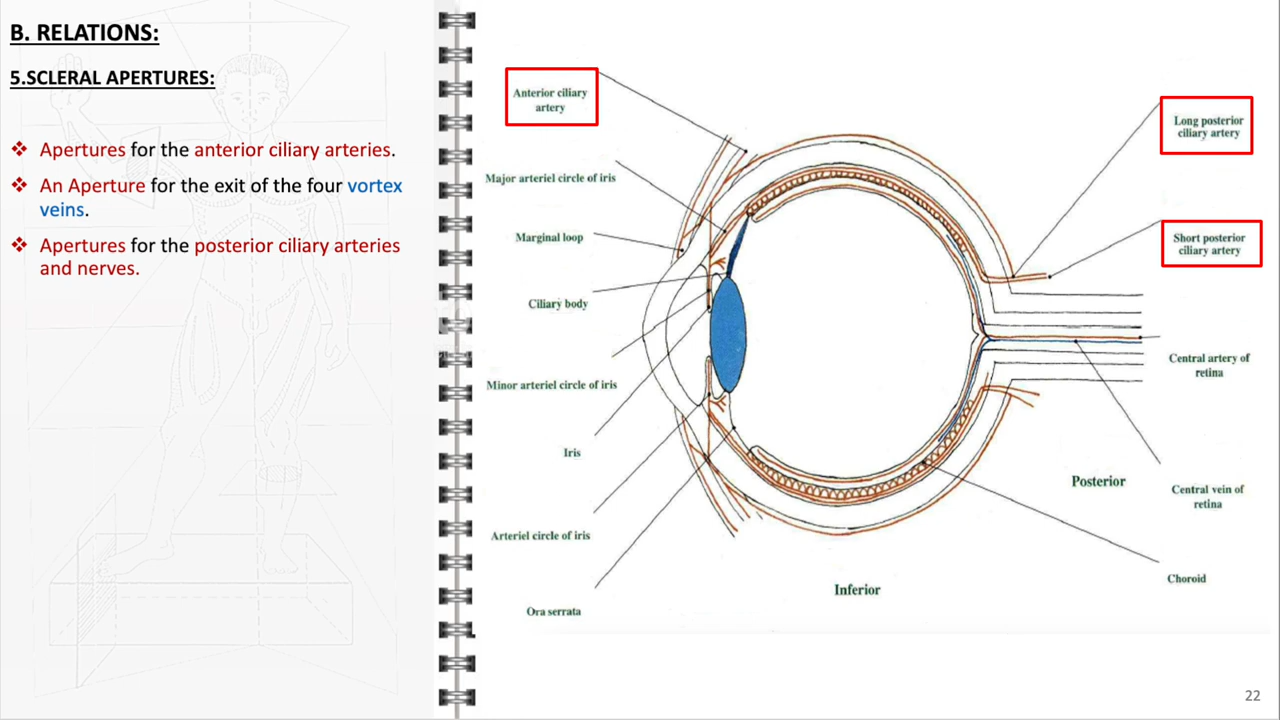 B. RELATIONS:
5.SCLERAL APERTURES:
❖ Apertures for the anterior ciliary arteries.
❖ An Aperture for the exit of the four vortex
veins.
❖ Apertures for the posterior ciliary arteries
and nerves.
Anterior ciliary
artery
Major arteriel circle of iris
Marginal loop
Ciliary body
Minor arteriel circle of iris
Iris
Arteriel circle of iris
Ora serrata
Long posterior
ciliary artery
Short posterior
ciliary artery
Central artery of
retina
Posterior
Central vein of
retina
Choroid
Inferior
22